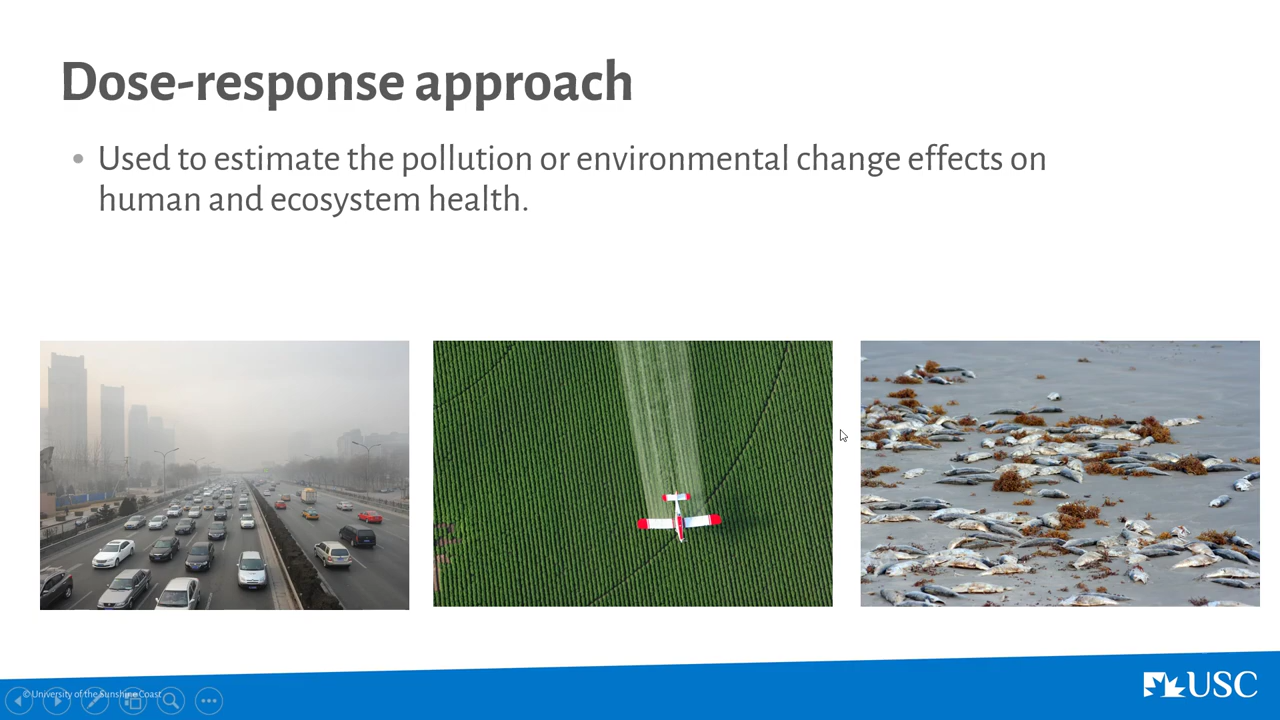 Dose-response approach
• Used to estimate the pollution or environmental change effects on
human and ecosystem health.
© University of the Sunshine Coast
USC